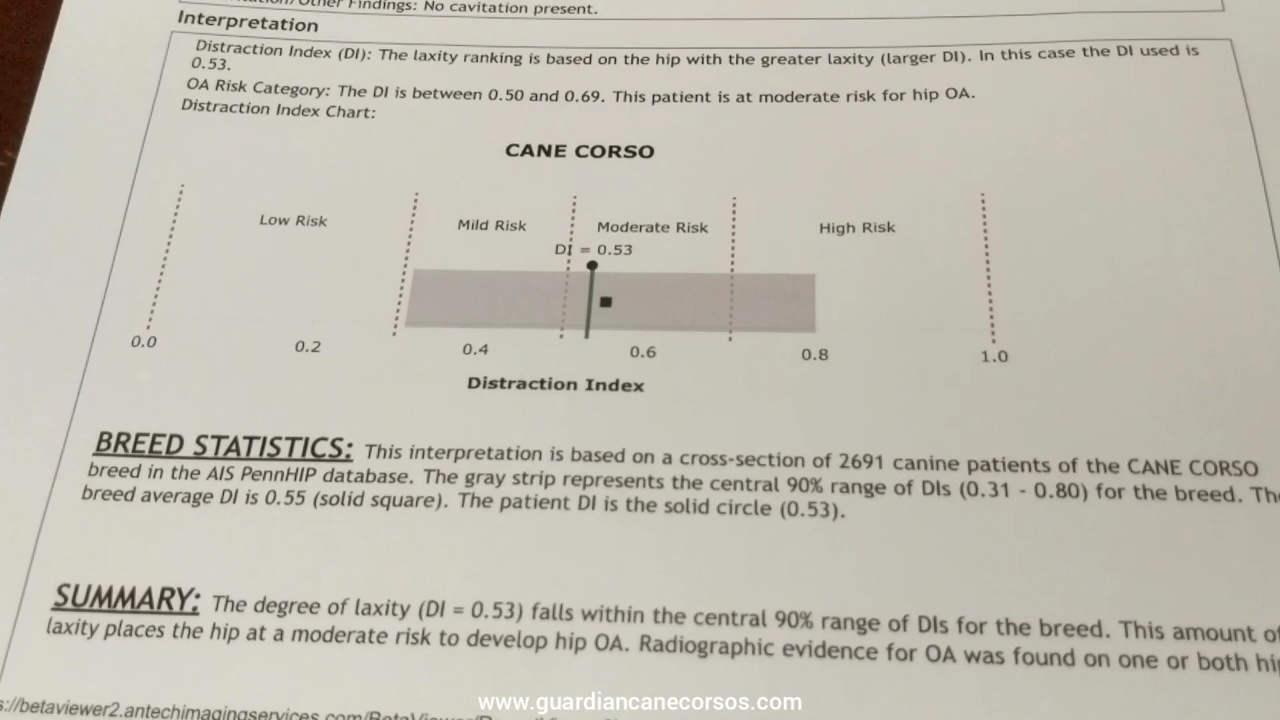 Other Findings: No cavitation present.
Interpretation
Distraction Index (DI): The laxity ranking is based on the hip with the greater laxity (larger DI). In this case the DI used is
0.53.
OA Risk Category: The DI is between 0.50 and 0.69. This patient is at moderate risk for hip OA.
Distraction Index Chart:
CANE CORSO
Low Risk
Mild Risk
Moderate Risk
High Risk
DI = 0.53
0.0
0.2
0.4
0.6
0.8
1.0
Distraction Index
BREED STATISTICS: This interpretation is based on a cross-section of 2691 canine patients of the CANE CORSO
breed in the AIS PennHIP database. The gray strip represents the central 90% range of DIs (0.31 - 0.80) for the breed. The
breed average DI is 0.55 (solid square). The patient DI is the solid circle (0.53).
SUMMARY: The degree of laxity (DI = 0.53) falls within the central 90% range of DIs for the breed. This amount of
laxity places the hip at a moderate risk to develop hip OA. Radiographic evidence for OA was found on one or both
s://betaviewer2.antechimagingservices.com/
www.guardiancanecorsos.com